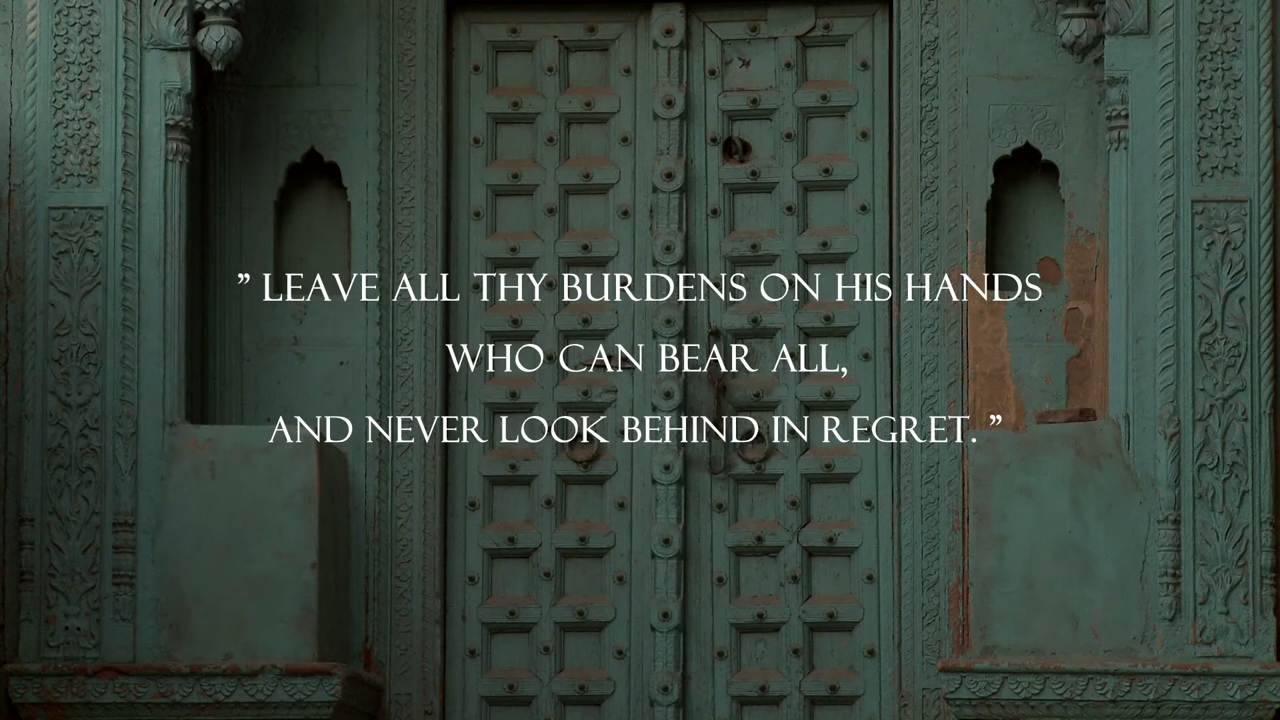 ” LEAVE ALL THY BURDENS ON HIS HANDS
WHO CAN BEAR ALL,
AND NEVER LOOK BEHIND IN REGRET. ”